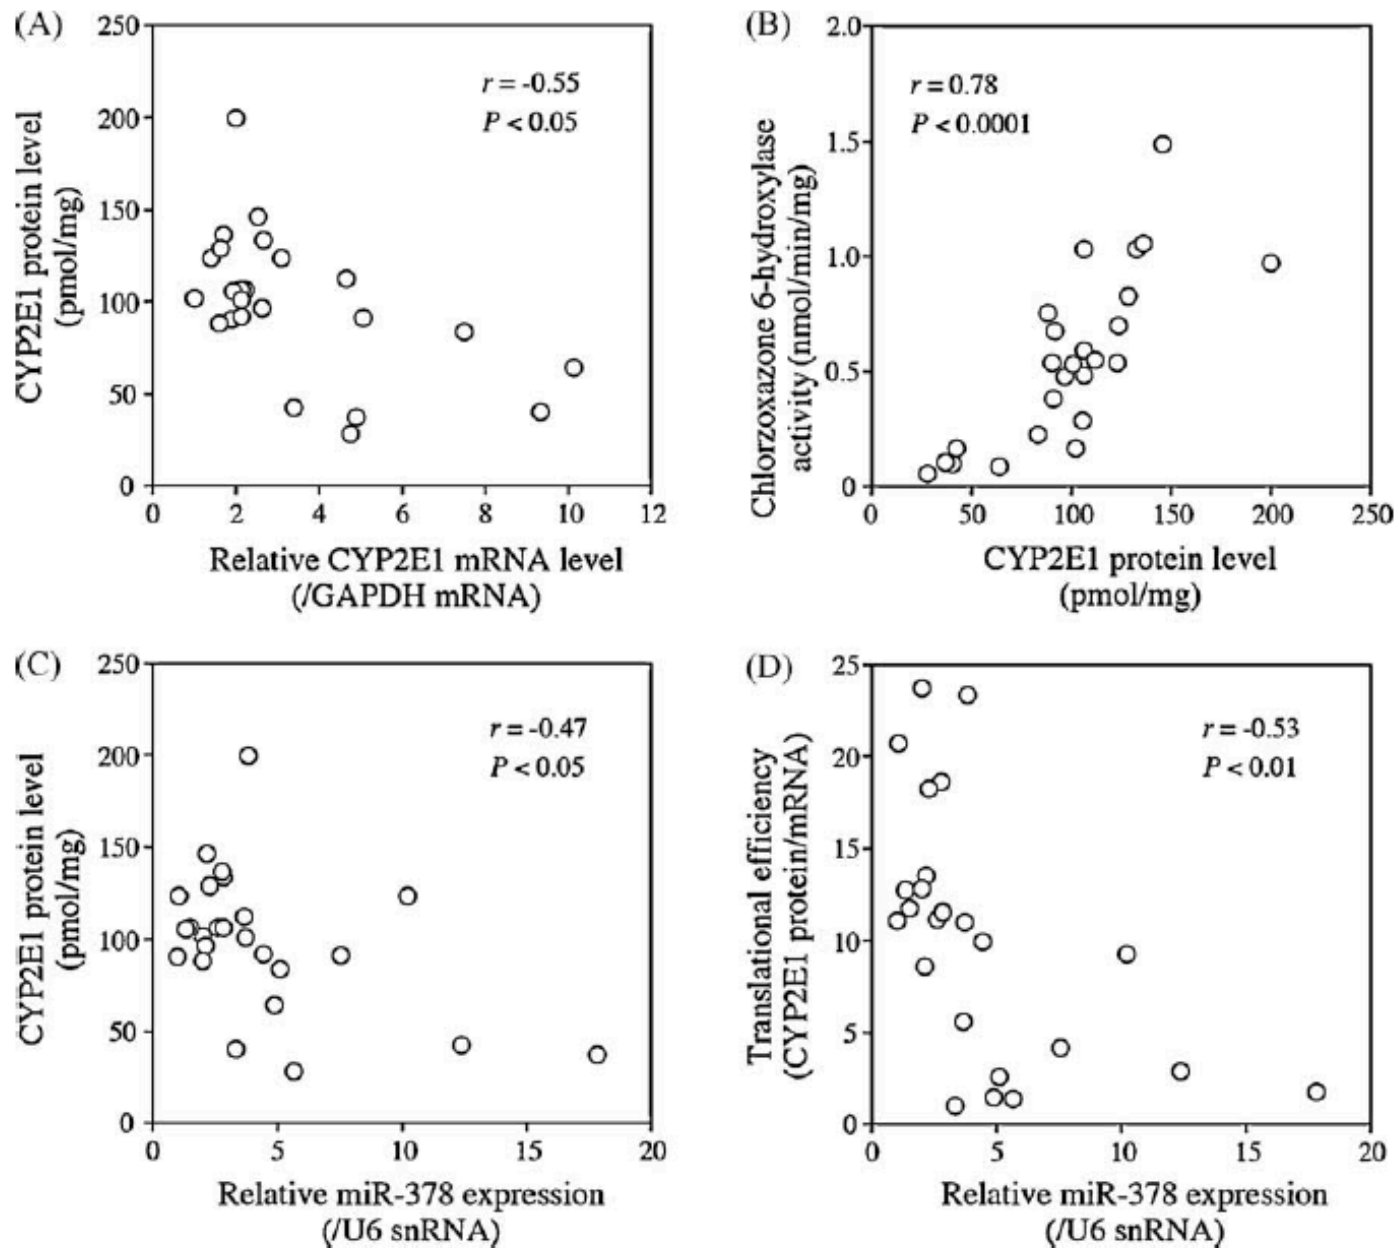 (A)
250
200
150
100
50
0
CYP2E1 protein level
(pmol/mg)
r = -0.55
P < 0.05
0 2 4 6 8 10 12
Relative CYP2E1 mRNA level
(/GAPDH mRNA)
(B)
2.0
1.5
1.0
0.5
0
Chlorzoxazone 6-hydroxylase
activity (nmol/min/mg)
r = 0.78
P < 0.0001
0 50 100 150 200 250
CYP2E1 protein level
(pmol/mg)
(C)
250
200
150
100
50
0
CYP2E1 protein level
(pmol/mg)
r = -0.47
P < 0.05
0 5 10 15 20
Relative miR-378 expression
(/U6 snRNA)
(D)
25
20
15
10
5
0
Translational efficiency
(CYP2E1 protein/mRNA)
r = -0.53
P < 0.01
0 5 10 15 20
Relative miR-378 expression
(/U6 snRNA)